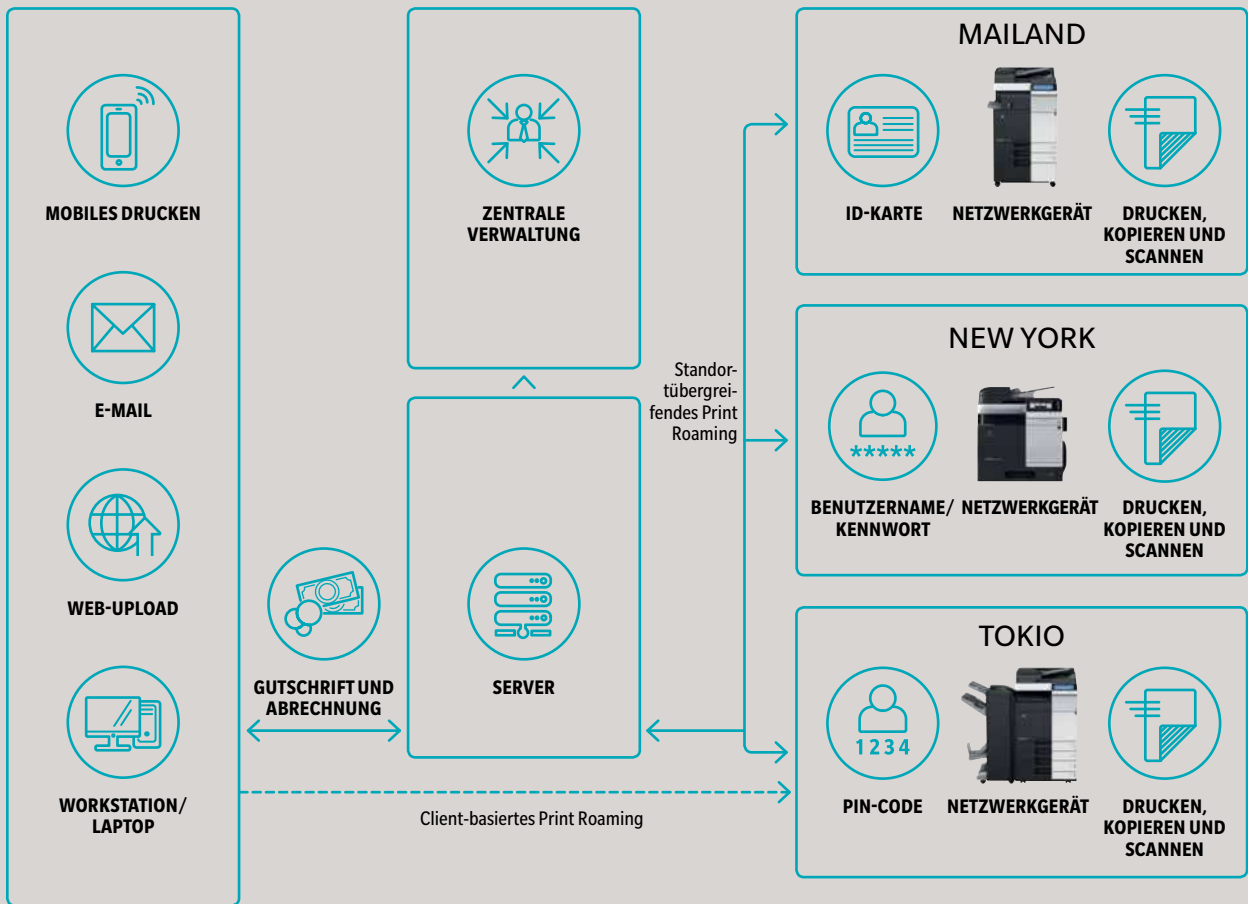 MOBILES DRUCKEN
E-MAIL
WEB-UPLOAD
WORKSTATION/
LAPTOP
GUTSCHRIFT UND
ABRECHNUNG
ZENTRALE
VERWALTUNG
SERVER
Client-basiertes Print Roaming
Standor-
tübergrei-
fendes Print
Roaming
MAILAND
ID-KARTE
NETZWERKGERÄT
DRUCKEN,
KOPIEREN UND
SCANNEN
NEW YORK
*****
BENUTZERNAME/
KENNWORT
NETZWERKGERÄT
DRUCKEN,
KOPIEREN UND
SCANNEN
TOKIO
1234
PIN-CODE
NETZWERKGERÄT
DRUCKEN,
KOPIEREN UND
SCANNEN